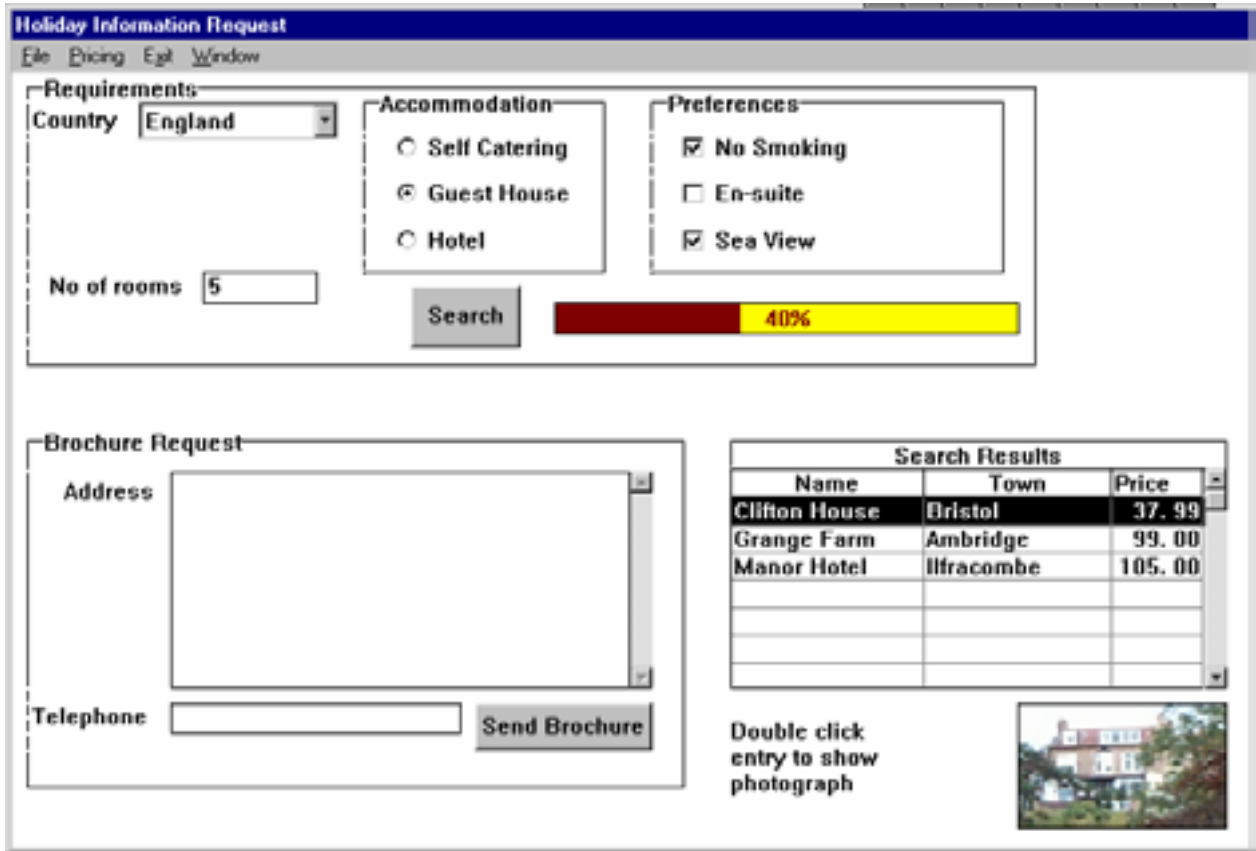 Holiday Information Request
File Pricing Exit Window
Requirements
Country England
Accommodation
Self Catering
Guest House
Hotel
Preferences
No Smoking
En-suite
Sea View
No of rooms 5
Search
40%
Brochure Request
Address
Telephone
Send Brochure
Search Results
Name Town Price
Clifton House Bristol 37. 99
Grange Farm Ambridge 99. 00
Manor Hotel Ilfracombe 105. 00
Double click
entry to show
photograph